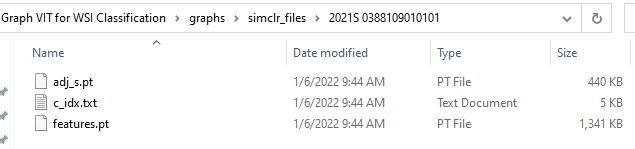 Graph VIT for WSI Classification > graphs > simclr_files > 2021S 0388109010101
Name Date modified Type Size
adj_s.pt 1/6/2022 9:44 AM PT File 440 KB
c_idx.txt 1/6/2022 9:44 AM Text Document 5 KB
features.pt 1/6/2022 9:44 AM PT File 1,341 KB